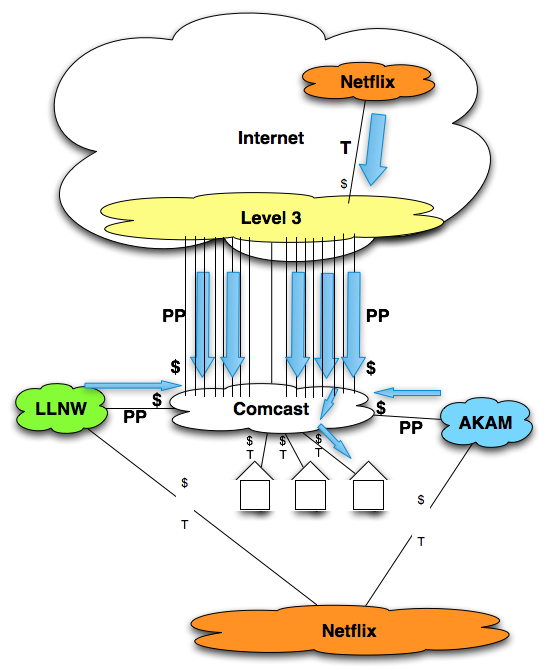 Netflix
Internet
T
$
Level 3
PP
PP
$
$
LLNW
$
PP
Comcast
$
PP
AKAM
$
T
$
T
$
T
$
T
$
T
Netflix